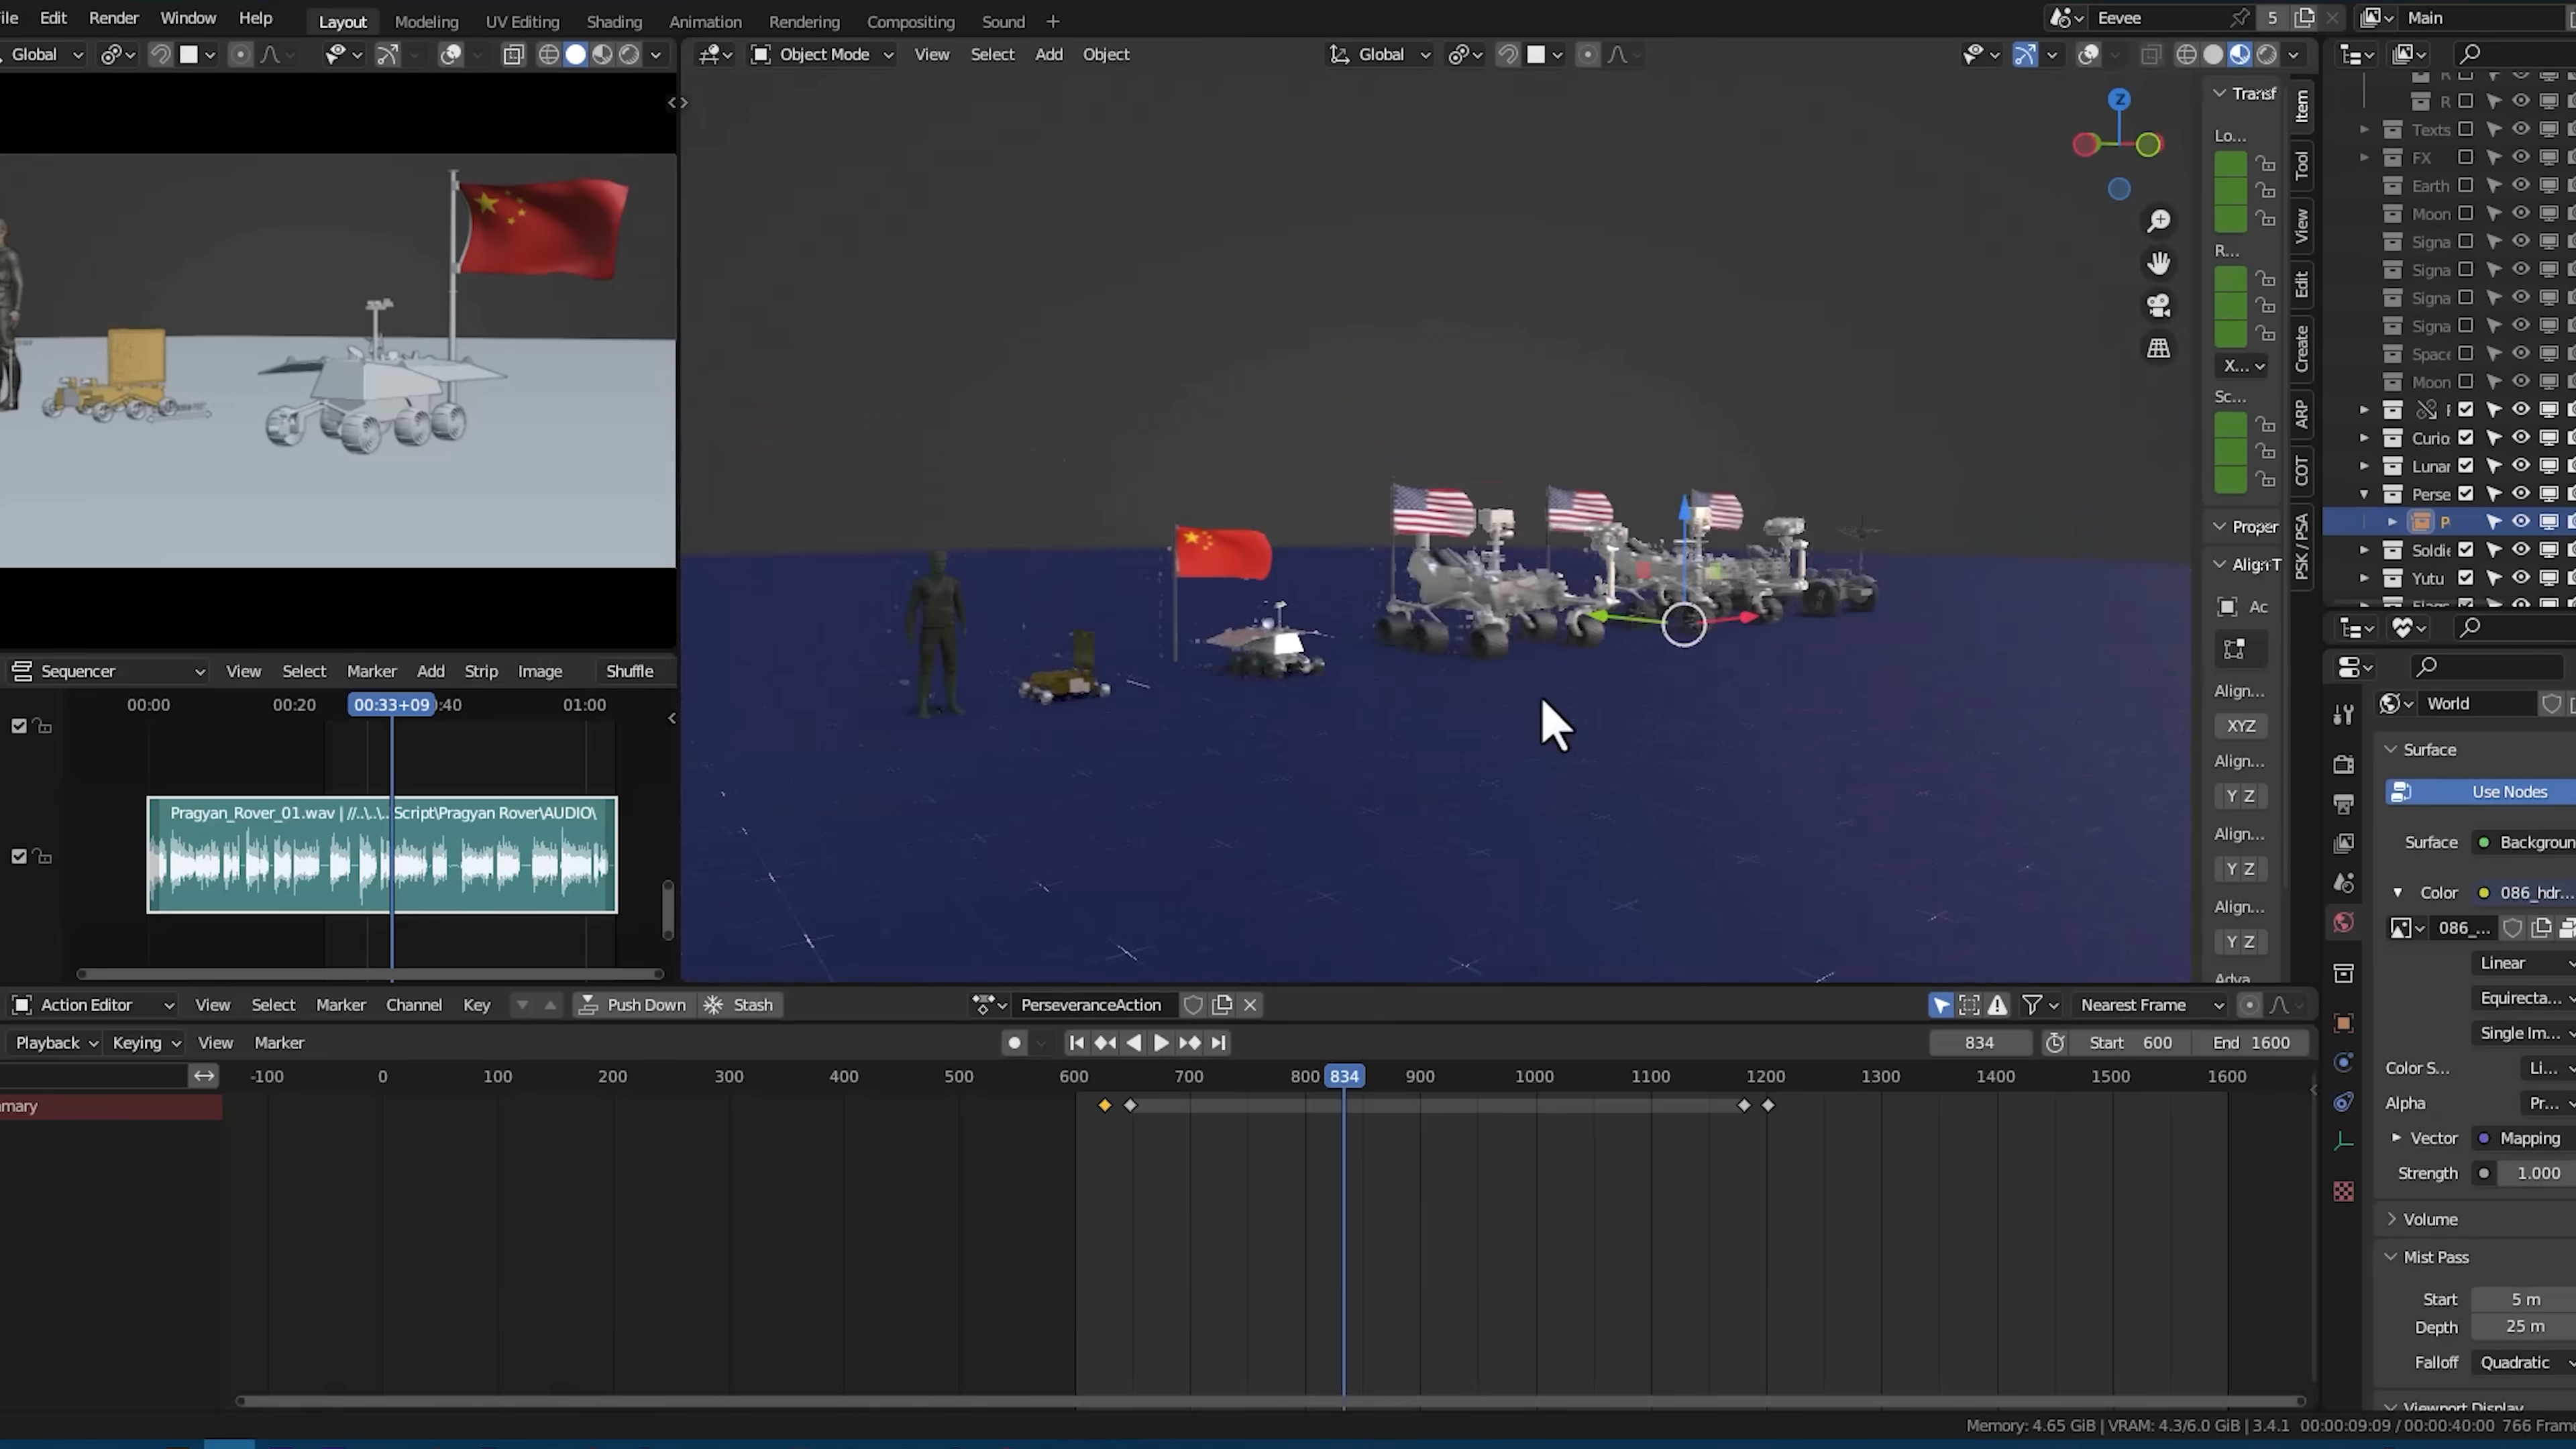 File Edit Render Window Help Layout Modeling UV Editing Shading Animation Rendering Compositing Sound + Eevee 5 Main
Global Object Mode View Select Add Object Global
Transf Item
Lo...
Tool
View
R...
Edit
Create
X...
Sc...
ARP
COT
Proper
PSK / PSA
Align T
Ac
Align...
XYZ
Align...
Y Z
Align...
Y Z
Align...
Y Z
Adva
Z
R
R
Texts
FX
Earth
Moon
Signa
Signa
Signa
Signa
Space
Moon
Curio
Lunar
Perse
P
Soldie
Yutu
Flags
Sequencer View Select Marker Add Strip Image Shuffle
00:00 00:20 00:33+09 :40 01:00
Pragyan_Rover_01.wav | //..\..\.. Script\Pragyan Rover\AUDIO\
World
Surface
Use Nodes
Surface Backgroun
Color 086_hdr...
086_...
Linear
Equirecta...
Single Im...
Color S... Li...
Alpha Pr...
Vector Mapping
Strength 1.000
Volume
Mist Pass
Start 5 m
Depth 25 m
Falloff Quadratic
Viewport Display
Action Editor View Select Marker Channel Key Push Down Stash PerseveranceAction Nearest Frame
Playback Keying View Marker 834 Start 600 End 1600
-100 0 100 200 300 400 500 600 700 800 834 900 1000 1100 1200 1300 1400 1500 1600
mary
Memory: 4.65 GiB | VRAM: 4.3/6.0 GiB | 3.4.1 00:00:09:09 / 00:00:40:00 766 Frame